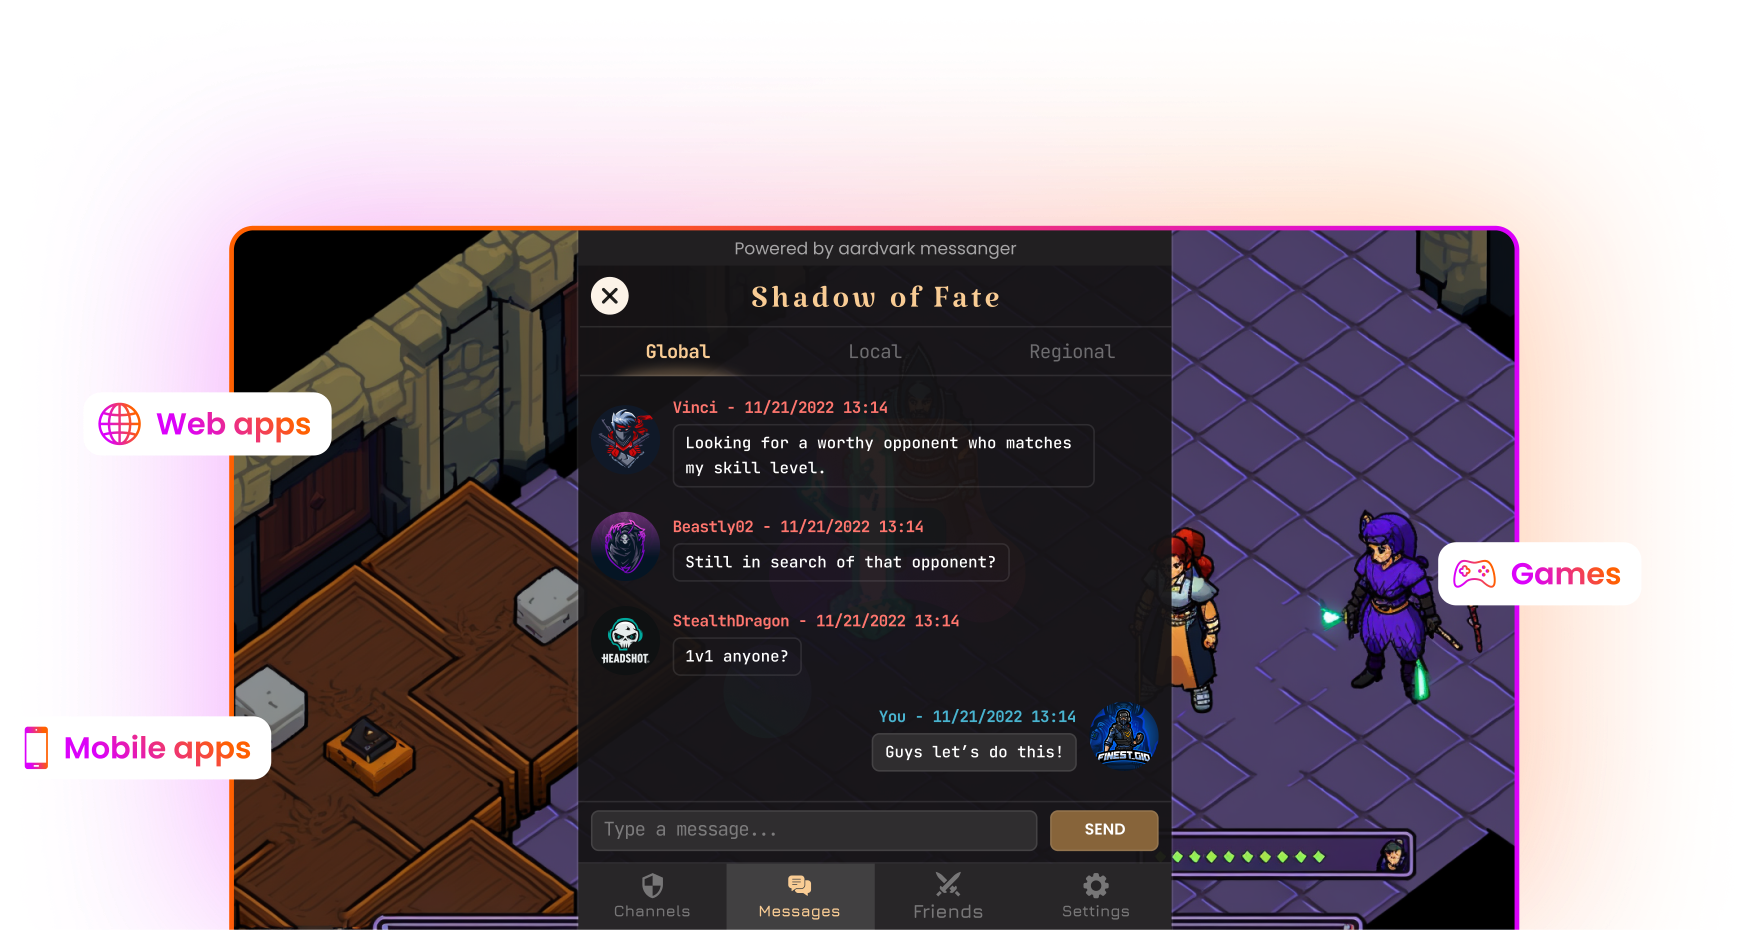 Powered by aardvark messanger
Shadow of Fate
Global
Local
Regional
Vinci - 11/21/2022 13:14
Looking for a worthy opponent who matches
my skill level.
Beastly02 - 11/21/2022 13:14
Still in search of that opponent?
StealthDragon - 11/21/2022 13:14
HEADSHOT
1v1 anyone?
You - 11/21/2022 13:14
Guys let’s do this!
FINEST.GIO
Type a message...
SEND
Channels
Messages
Friends
Settings
Web apps
Mobile apps
Games